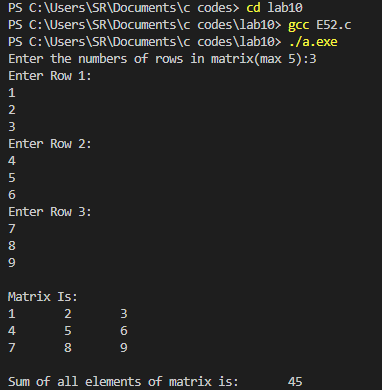 PS C:\Users\SR\Documents\c codes> cd lab10
PS C:\Users\SR\Documents\c codes\lab10> gcc E52.c
PS C:\Users\SR\Documents\c codes\lab10> ./a.exe
Enter the numbers of rows in matrix(max 5):3
Enter Row 1:
1
2
3
Enter Row 2:
4
5
6
Enter Row 3:
7
8
9
Matrix Is:
1 2 3
4 5 6
7 8 9
Sum of all elements of matrix is: 45